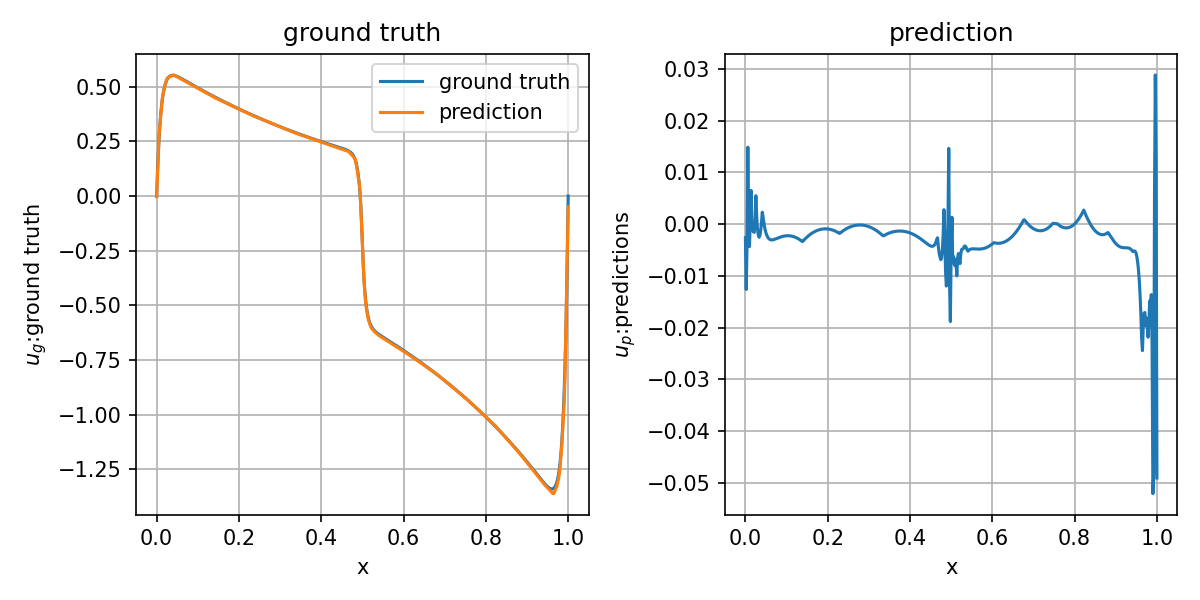 ground truth
ground truth
prediction
0.50
0.25
0.00
−0.25
−0.50
−0.75
−1.00
−1.25
u_g:ground truth
0.0 0.2 0.4 0.6 0.8 1.0
x
prediction
0.03
0.02
0.01
0.00
−0.01
−0.02
−0.03
−0.04
−0.05
u_p:predictions
0.0 0.2 0.4 0.6 0.8 1.0
x